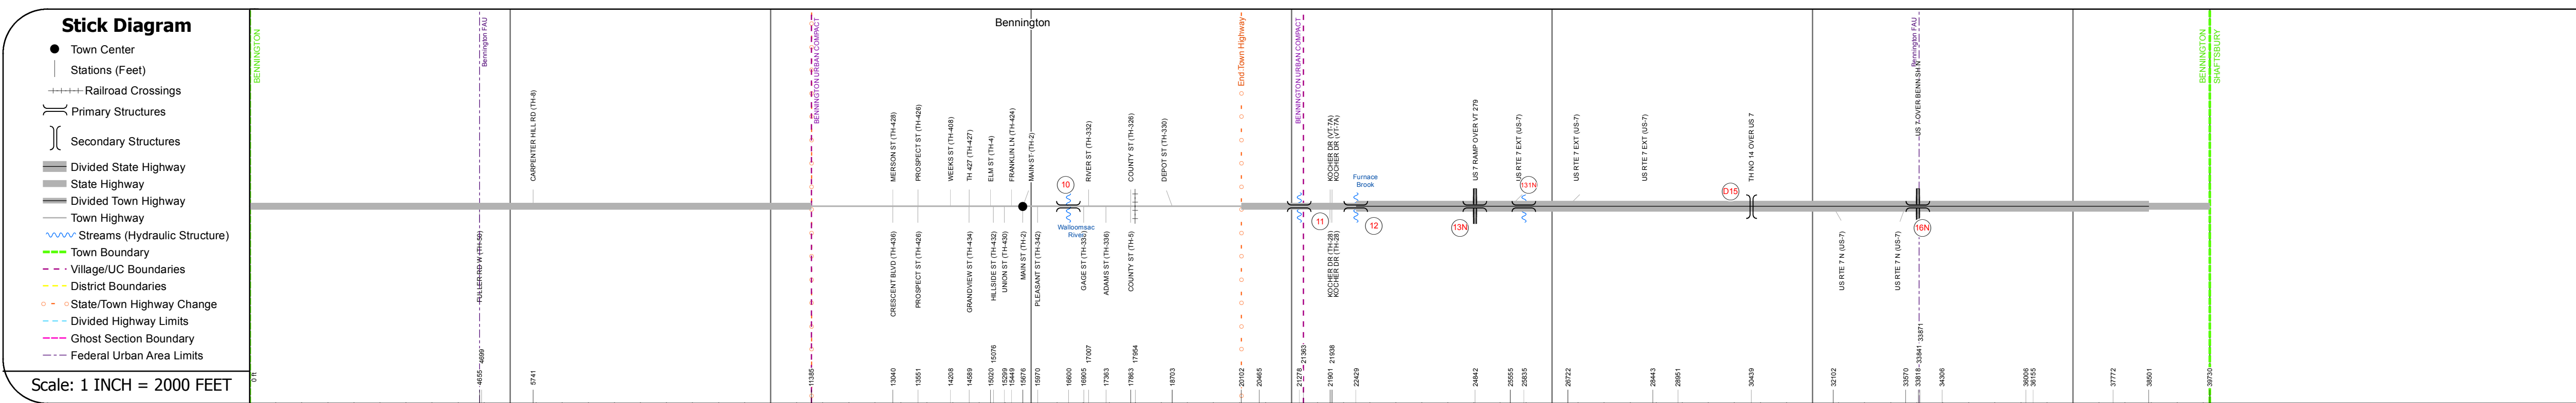 Stick Diagram
Town Center
Stations (Feet)
Railroad Crossings
Primary Structures
Secondary Structures
Divided State Highway
State Highway
Divided Town Highway
Town Highway
Streams (Hydraulic Structure)
Town Boundary
Village/UC Boundaries
District Boundaries
State/Town Highway Change
Divided Highway Limits
Ghost Section Boundary
Federal Urban Area Limits
Scale: 1 INCH = 2000 FEET
BENNINGTON
Bennington FAU
BENNINGTON URBAN COMPACT
Bennington
End Town Highway
BENNINGTON URBAN COMPACT
Bennington FAU
BENNINGTON
SHAFTSBURY
CARPENTER HILL RD (TH-8)
MERSON ST (TH-428)
PROSPECT ST (TH-426)
WEEKS ST (TH-408)
TH 427 (TH-427)
ELM ST (TH-4)
FRANKLIN LN (TH-424)
MAIN ST (TH-2)
RIVER ST (TH-332)
COUNTY ST (TH-326)
DEPOT ST (TH-330)
KOCHER DR (VT-7A)
KOCHER DR (VT-7A)
US 7 RAMP OVER VT 279
US RTE 7 EXT (US-7)
US RTE 7 EXT (US-7)
US RTE 7 EXT (US-7)
TH NO 14 OVER US 7
US 7 OVER BENN SH N
10
Furnace
Brook
131N
D15
11
12
13N
16N
Walloomsac
River
FULLER RD W (TH-59)
CRESCENT BLVD (TH-436)
PROSPECT ST (TH-426)
GRANDVIEW ST (TH-434)
HILLSIDE ST (TH-432)
UNION ST (TH-430)
MAIN ST (TH-2)
PLEASANT ST (TH-342)
GAGE ST (TH-334)
ADAMS ST (TH-336)
COUNTY ST (TH-5)
KOCHER DR (TH-28)
KOCHER DR (TH-28)
US RTE 7 N (US-7)
US RTE 7 N (US-7)
0 ft
4655
4699
5741
11385
13040
13551
14208
14589
15020
15076
15299
15449
15676
15970
16600
16905
17007
17363
17863
17954
18703
20102
20465
21278
21363
21901
21938
22429
24842
25555
25835
26722
28443
28951
30439
32102
33570
33818
33841
33871
34306
36006
36155
37772
38501
39730